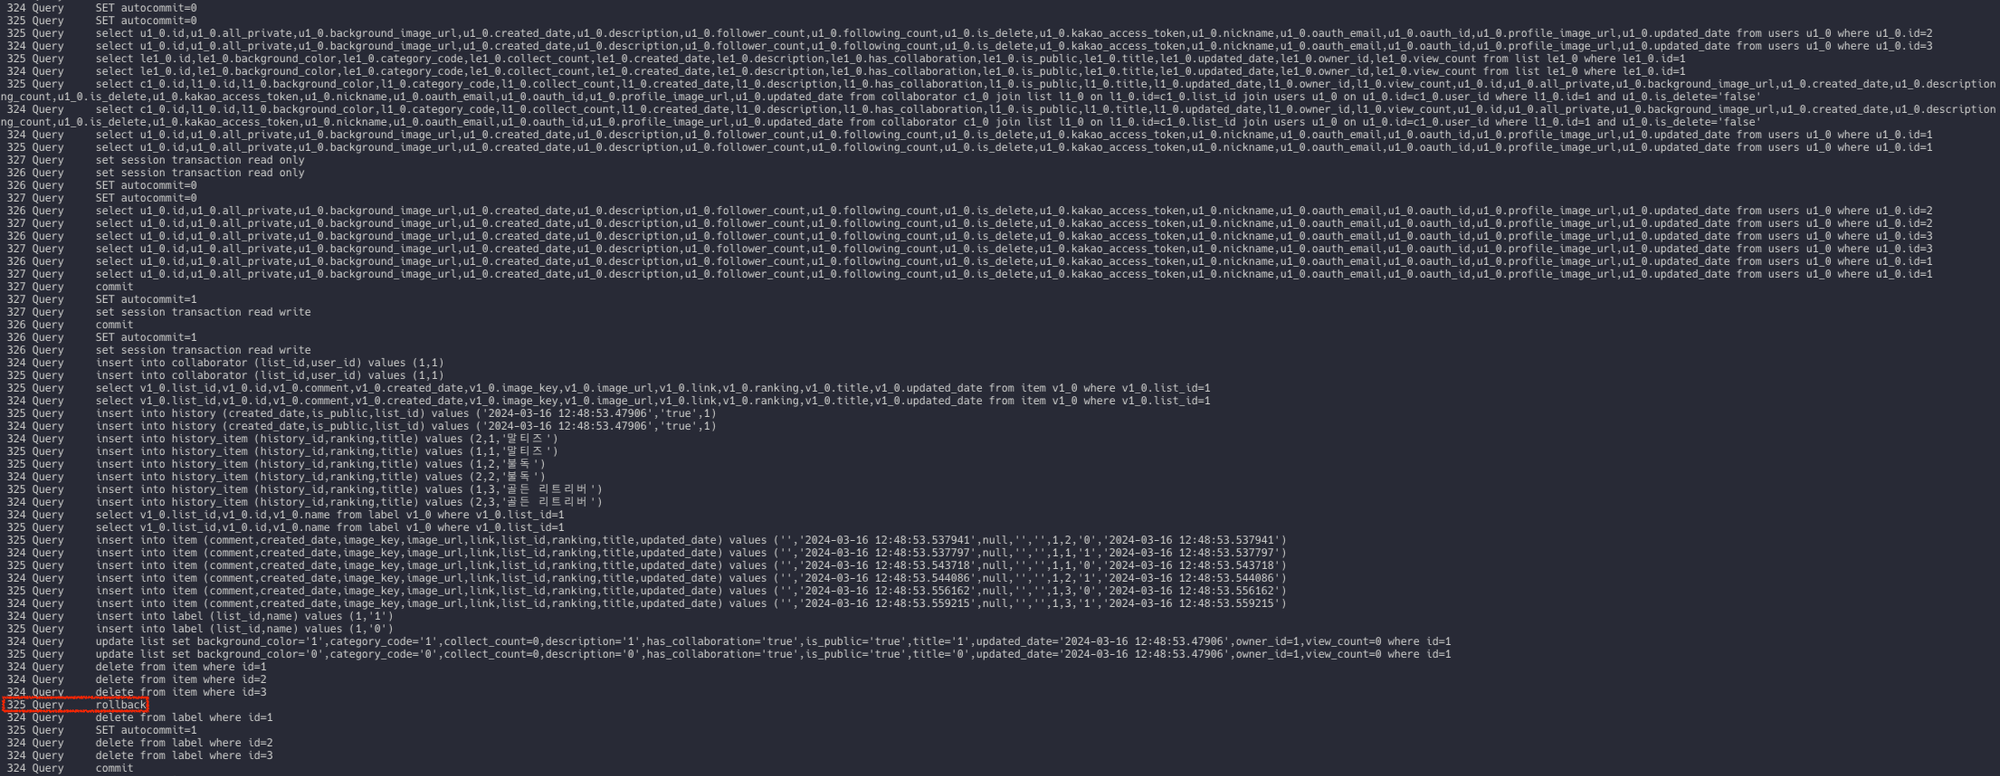 324 Query     SET autocommit=0
325 Query     SET autocommit=0
325 Query     select u1_0.id,u1_0.all_private,u1_0.background_image_url,u1_0.created_date,u1_0.description,u1_0.follower_count,u1_0.following_count,u1_0.is_delete,u1_0.kakao_access_token,u1_0.nickname,u1_0.oauth_email,u1_0.oauth_id,u1_0.profile_image_url,u1_0.updated_date from users u1_0 where u1_0.id=2
324 Query     select u1_0.id,u1_0.all_private,u1_0.background_image_url,u1_0.created_date,u1_0.description,u1_0.follower_count,u1_0.following_count,u1_0.is_delete,u1_0.kakao_access_token,u1_0.nickname,u1_0.oauth_email,u1_0.oauth_id,u1_0.profile_image_url,u1_0.updated_date from users u1_0 where u1_0.id=3
325 Query     select le1_0.id,le1_0.background_color,le1_0.category_code,le1_0.collect_count,le1_0.created_date,le1_0.description,le1_0.has_collaboration,le1_0.is_public,le1_0.title,le1_0.updated_date,le1_0.owner_id,le1_0.view_count from list le1_0 where le1_0.id=1
324 Query     select le1_0.id,le1_0.background_color,le1_0.category_code,le1_0.collect_count,le1_0.created_date,le1_0.description,le1_0.has_collaboration,le1_0.is_public,le1_0.title,le1_0.updated_date,le1_0.owner_id,le1_0.view_count from list le1_0 where le1_0.id=1
325 Query     select c1_0.id,l1_0.id,l1_0.background_color,l1_0.category_code,l1_0.collect_count,l1_0.created_date,l1_0.description,l1_0.has_collaboration,l1_0.is_public,l1_0.title,l1_0.updated_date,l1_0.owner_id,l1_0.view_count,u1_0.id,u1_0.all_private,u1_0.background_image_url,u1_0.created_date,u1_0.description
ng_count,u1_0.is_delete,u1_0.kakao_access_token,u1_0.nickname,u1_0.oauth_email,u1_0.oauth_id,u1_0.profile_image_url,u1_0.updated_date from collaborator c1_0 join list l1_0 on l1_0.id=c1_0.list_id join users u1_0 on u1_0.id=c1_0.user_id where l1_0.id=1 and u1_0.is_delete='false'
324 Query     select c1_0.id,l1_0.id,l1_0.background_color,l1_0.category_code,l1_0.collect_count,l1_0.created_date,l1_0.description,l1_0.has_collaboration,l1_0.is_public,l1_0.title,l1_0.updated_date,l1_0.owner_id,l1_0.view_count,u1_0.id,u1_0.all_private,u1_0.background_image_url,u1_0.created_date,u1_0.description
ng_count,u1_0.is_delete,u1_0.kakao_access_token,u1_0.nickname,u1_0.oauth_email,u1_0.oauth_id,u1_0.profile_image_url,u1_0.updated_date from collaborator c1_0 join list l1_0 on l1_0.id=c1_0.list_id join users u1_0 on u1_0.id=c1_0.user_id where l1_0.id=1 and u1_0.is_delete='false'
324 Query     select u1_0.id,u1_0.all_private,u1_0.background_image_url,u1_0.created_date,u1_0.description,u1_0.follower_count,u1_0.following_count,u1_0.is_delete,u1_0.kakao_access_token,u1_0.nickname,u1_0.oauth_email,u1_0.oauth_id,u1_0.profile_image_url,u1_0.updated_date from users u1_0 where u1_0.id=1
325 Query     select u1_0.id,u1_0.all_private,u1_0.background_image_url,u1_0.created_date,u1_0.description,u1_0.follower_count,u1_0.following_count,u1_0.is_delete,u1_0.kakao_access_token,u1_0.nickname,u1_0.oauth_email,u1_0.oauth_id,u1_0.profile_image_url,u1_0.updated_date from users u1_0 where u1_0.id=1
327 Query     set session transaction read only
326 Query     set session transaction read only
326 Query     SET autocommit=0
327 Query     SET autocommit=0
326 Query     select u1_0.id,u1_0.all_private,u1_0.background_image_url,u1_0.created_date,u1_0.description,u1_0.follower_count,u1_0.following_count,u1_0.is_delete,u1_0.kakao_access_token,u1_0.nickname,u1_0.oauth_email,u1_0.oauth_id,u1_0.profile_image_url,u1_0.updated_date from users u1_0 where u1_0.id=2
327 Query     select u1_0.id,u1_0.all_private,u1_0.background_image_url,u1_0.created_date,u1_0.description,u1_0.follower_count,u1_0.following_count,u1_0.is_delete,u1_0.kakao_access_token,u1_0.nickname,u1_0.oauth_email,u1_0.oauth_id,u1_0.profile_image_url,u1_0.updated_date from users u1_0 where u1_0.id=2
326 Query     select u1_0.id,u1_0.all_private,u1_0.background_image_url,u1_0.created_date,u1_0.description,u1_0.follower_count,u1_0.following_count,u1_0.is_delete,u1_0.kakao_access_token,u1_0.nickname,u1_0.oauth_email,u1_0.oauth_id,u1_0.profile_image_url,u1_0.updated_date from users u1_0 where u1_0.id=3
327 Query     select u1_0.id,u1_0.all_private,u1_0.background_image_url,u1_0.created_date,u1_0.description,u1_0.follower_count,u1_0.following_count,u1_0.is_delete,u1_0.kakao_access_token,u1_0.nickname,u1_0.oauth_email,u1_0.oauth_id,u1_0.profile_image_url,u1_0.updated_date from users u1_0 where u1_0.id=3
326 Query     select u1_0.id,u1_0.all_private,u1_0.background_image_url,u1_0.created_date,u1_0.description,u1_0.follower_count,u1_0.following_count,u1_0.is_delete,u1_0.kakao_access_token,u1_0.nickname,u1_0.oauth_email,u1_0.oauth_id,u1_0.profile_image_url,u1_0.updated_date from users u1_0 where u1_0.id=1
327 Query     select u1_0.id,u1_0.all_private,u1_0.background_image_url,u1_0.created_date,u1_0.description,u1_0.follower_count,u1_0.following_count,u1_0.is_delete,u1_0.kakao_access_token,u1_0.nickname,u1_0.oauth_email,u1_0.oauth_id,u1_0.profile_image_url,u1_0.updated_date from users u1_0 where u1_0.id=1
327 Query     commit
327 Query     SET autocommit=1
327 Query     set session transaction read write
326 Query     commit
326 Query     SET autocommit=1
326 Query     set session transaction read write
324 Query     insert into collaborator (list_id,user_id) values (1,1)
325 Query     insert into collaborator (list_id,user_id) values (1,1)
325 Query     select v1_0.list_id,v1_0.id,v1_0.comment,v1_0.created_date,v1_0.image_key,v1_0.image_url,v1_0.link,v1_0.ranking,v1_0.title,v1_0.updated_date from item v1_0 where v1_0.list_id=1
324 Query     select v1_0.list_id,v1_0.id,v1_0.comment,v1_0.created_date,v1_0.image_key,v1_0.image_url,v1_0.link,v1_0.ranking,v1_0.title,v1_0.updated_date from item v1_0 where v1_0.list_id=1
325 Query     insert into history (created_date,is_public,list_id) values ('2024-03-16 12:48:53.47906','true',1)
324 Query     insert into history (created_date,is_public,list_id) values ('2024-03-16 12:48:53.47906','true',1)
324 Query     insert into history_item (history_id,ranking,title) values (2,1,'말티즈')
325 Query     insert into history_item (history_id,ranking,title) values (1,1,'말티즈')
325 Query     insert into history_item (history_id,ranking,title) values (1,2,'불독')
324 Query     insert into history_item (history_id,ranking,title) values (2,2,'불독')
325 Query     insert into history_item (history_id,ranking,title) values (1,3,'골든 리트리버')
324 Query     insert into history_item (history_id,ranking,title) values (2,3,'골든 리트리버')
324 Query     select v1_0.list_id,v1_0.id,v1_0.name from label v1_0 where v1_0.list_id=1
325 Query     select v1_0.list_id,v1_0.id,v1_0.name from label v1_0 where v1_0.list_id=1
325 Query     insert into item (comment,created_date,image_key,image_url,link,list_id,ranking,title,updated_date) values ('','2024-03-16 12:48:53.537941',null,'','',1,2,'0','2024-03-16 12:48:53.537941')
324 Query     insert into item (comment,created_date,image_key,image_url,link,list_id,ranking,title,updated_date) values ('','2024-03-16 12:48:53.537797',null,'','',1,1,'1','2024-03-16 12:48:53.537797')
325 Query     insert into item (comment,created_date,image_key,image_url,link,list_id,ranking,title,updated_date) values ('','2024-03-16 12:48:53.543718',null,'','',1,1,'0','2024-03-16 12:48:53.543718')
324 Query     insert into item (comment,created_date,image_key,image_url,link,list_id,ranking,title,updated_date) values ('','2024-03-16 12:48:53.544086',null,'','',1,2,'1','2024-03-16 12:48:53.544086')
325 Query     insert into item (comment,created_date,image_key,image_url,link,list_id,ranking,title,updated_date) values ('','2024-03-16 12:48:53.556162',null,'','',1,3,'0','2024-03-16 12:48:53.556162')
324 Query     insert into item (comment,created_date,image_key,image_url,link,list_id,ranking,title,updated_date) values ('','2024-03-16 12:48:53.559215',null,'','',1,3,'1','2024-03-16 12:48:53.559215')
324 Query     insert into label (list_id,name) values (1,'1')
325 Query     insert into label (list_id,name) values (1,'0')
324 Query     update list set background_color='1',category_code='1',collect_count=0,description='1',has_collaboration='true',is_public='true',title='1',updated_date='2024-03-16 12:48:53.47906',owner_id=1,view_count=0 where id=1
325 Query     update list set background_color='0',category_code='0',collect_count=0,description='0',has_collaboration='true',is_public='true',title='0',updated_date='2024-03-16 12:48:53.47906',owner_id=1,view_count=0 where id=1
324 Query     delete from item where id=1
324 Query     delete from item where id=2
324 Query     delete from item where id=3
325 Query     rollback
324 Query     delete from label where id=1
325 Query     SET autocommit=1
324 Query     delete from label where id=2
324 Query     delete from label where id=3
324 Query     commit